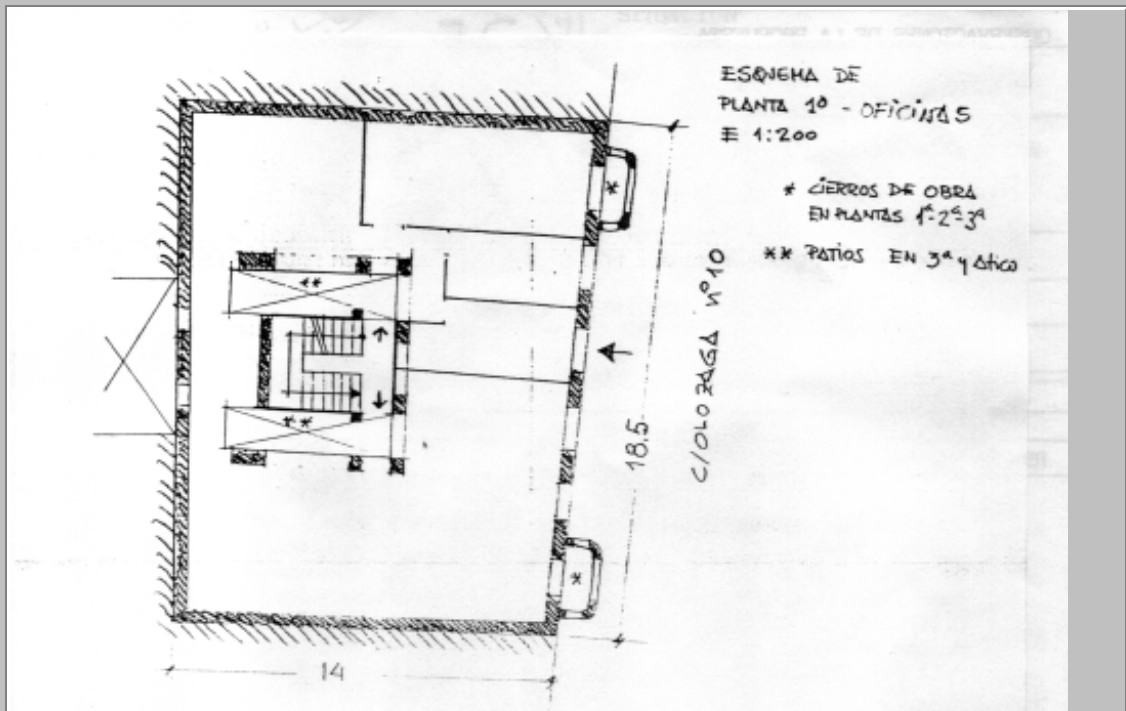 ESQUEMA DE
PLANTA 1ª - OFICINAS
E 1:200
* CIERROS DE OBRA
EN PLANTAS 1ª-2ª-3ª
** PATIOS EN 3ª y ÁTICO
*
**
**
*
C/OLOZAGA Nº10
18.5
14